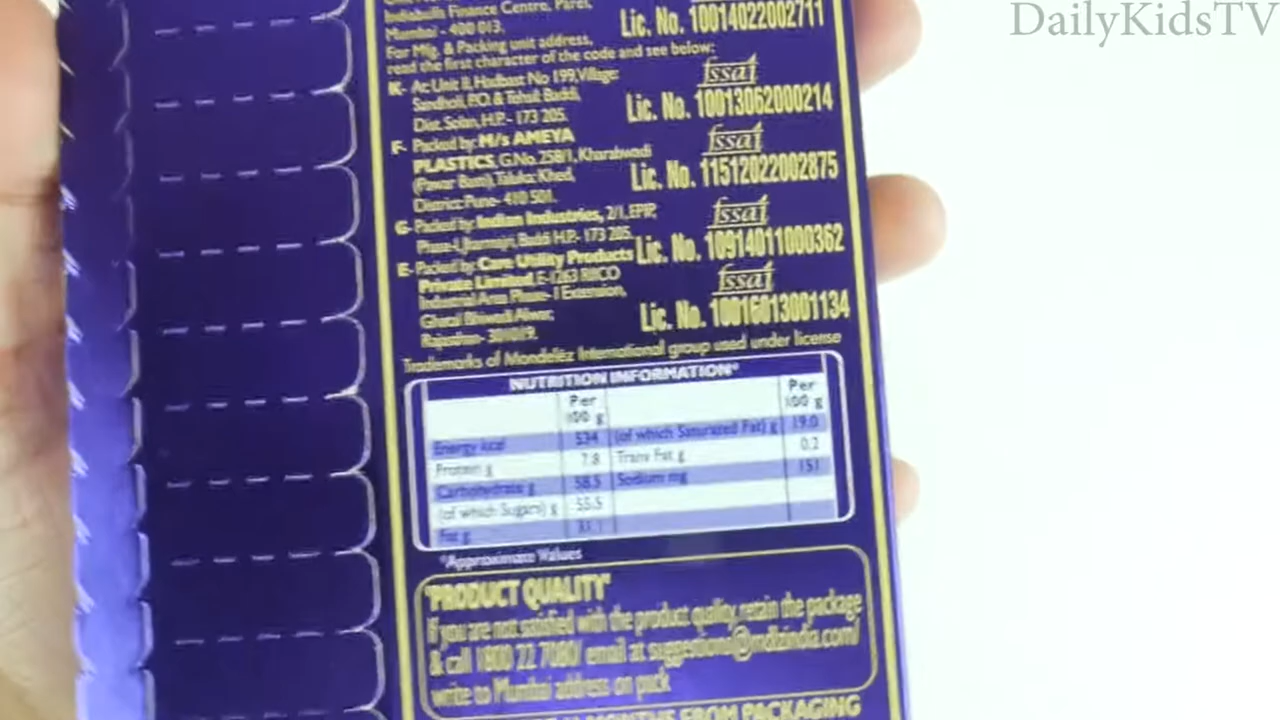 DailyKidsTV
Indiabulls Finance Centre, Parel,
Mumbai - 400 013.
Lic. No. 10014022002711
For Mfg. & Packing unit address,
read the first character of the code and see below:
fssai
K- At: Unit II, Hadbast No 199, Village:
Sandholi, P.O. & Tehsil: Baddi,
Dist. Solan, H.P. - 173 205.
Lic. No. 10013062000214
fssai
F- Packed by: M/s AMEYA
PLASTICS, G.No. 258/1, Kharabwadi
(Pawar Basti), Taluka: Khed,
District: Pune- 410 501.
Lic. No. 11512022002875
fssai
G- Packed by: Indian Industries, 2/1, EPIP,
Phase-I, Jharmajri, Baddi H.P.- 173 205.
Lic. No. 10914011000362
fssai
E- Packed by: Care Utility Products
Private Limited, E-1263 RIICO
Industrial Area Phase- I Extension,
Ghatal Bhiwadi Alwar,
Rajasthan- 301019.
Lic. No. 10016013001134
Trademarks of Mondelēz International group used under license
NUTRITION INFORMATION*
Per 100 g Per 100 g
Energy kcal 534 (of which Saturated Fat) g 19.0
Protein g 7.8 Trans Fat g 0.2
Carbohydrate g 58.5 Sodium mg 151
(of which Sugars) g 55.5
Fat g
*Approximate Values
"PRODUCT QUALITY"
If you are not satisfied with the product quality, retain the package
& call 1800 22 7080/ email at suggestions@mdlzindia.com/
write to Mumbai address on pack
MONTHS FROM PACKAGING